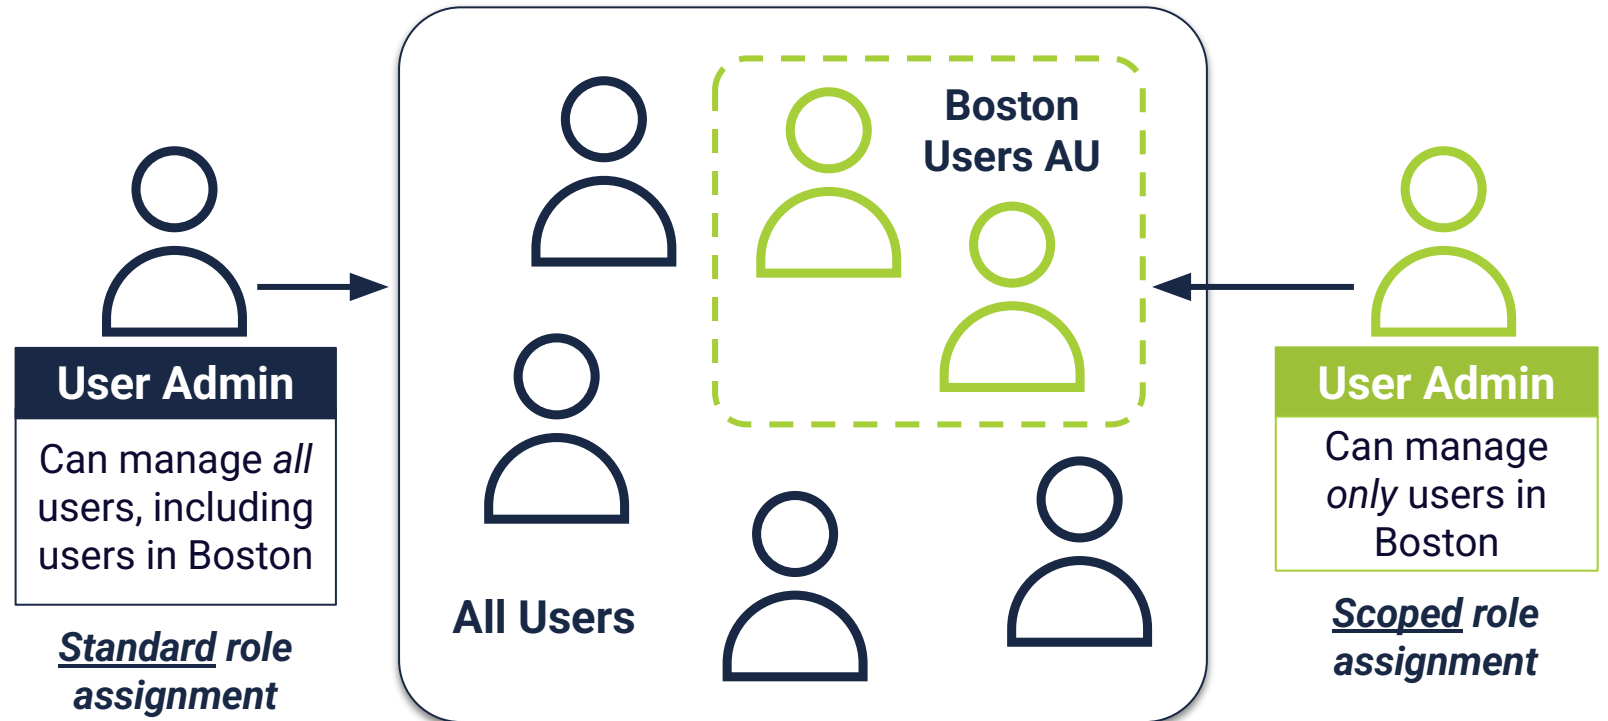 User Admin
Can manage all
users, including
users in Boston
Standard role
assignment
All Users
Boston
Users AU
User Admin
Can manage
only users in
Boston
Scoped role
assignment